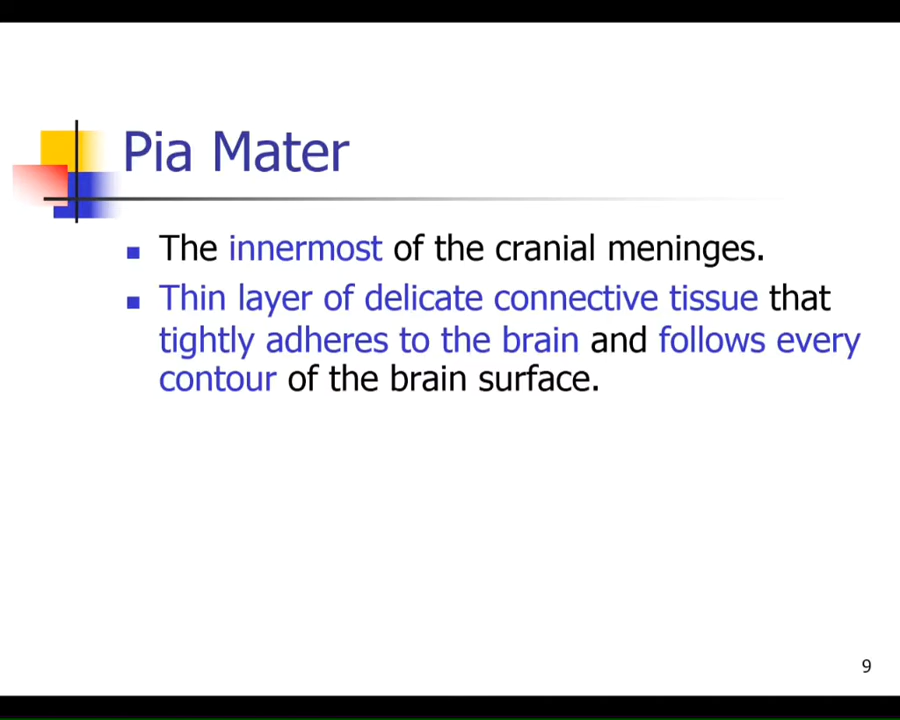 Pia Mater
The innermost of the cranial meninges.
Thin layer of delicate connective tissue that
tightly adheres to the brain and follows every
contour of the brain surface.
9